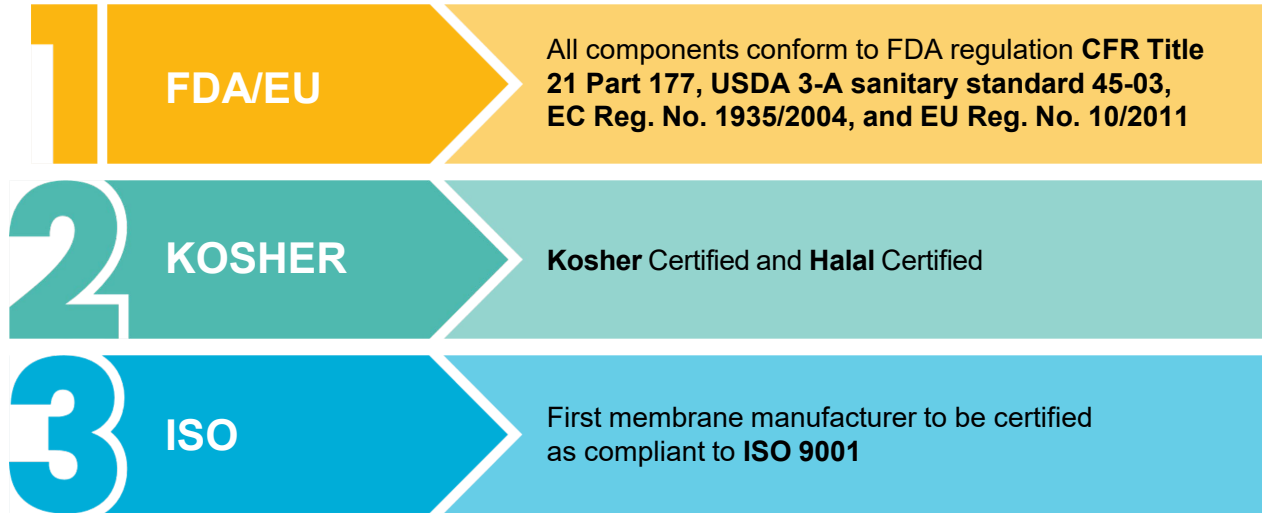 1
FDA/EU
All components conform to FDA regulation CFR Title
21 Part 177, USDA 3-A sanitary standard 45-03,
EC Reg. No. 1935/2004, and EU Reg. No. 10/2011
2
KOSHER
Kosher Certified and Halal Certified
3
ISO
First membrane manufacturer to be certified
as compliant to ISO 9001